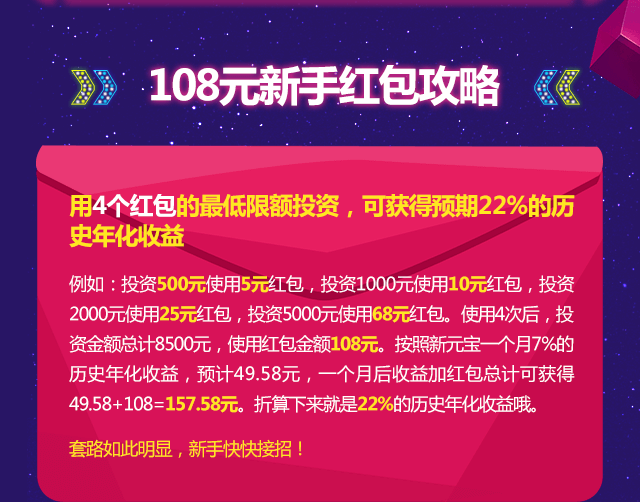 108元新手红包攻略
用4个红包的最低限额投资，可获得预期22%的历
史年化收益
例如：投资500元使用5元红包，投资1000元使用10元红包，投资
2000元使用25元红包，投资5000元使用68元红包。使用4次后，投
资金额总计8500元，使用红包金额108元。按照新元宝一个月7%的
历史年化收益，预计49.58元，一个月后收益加红包总计可获得
49.58+108=157.58元。折算下来就是22%的历史年化收益哦。
套路如此明显，新手快快接招！